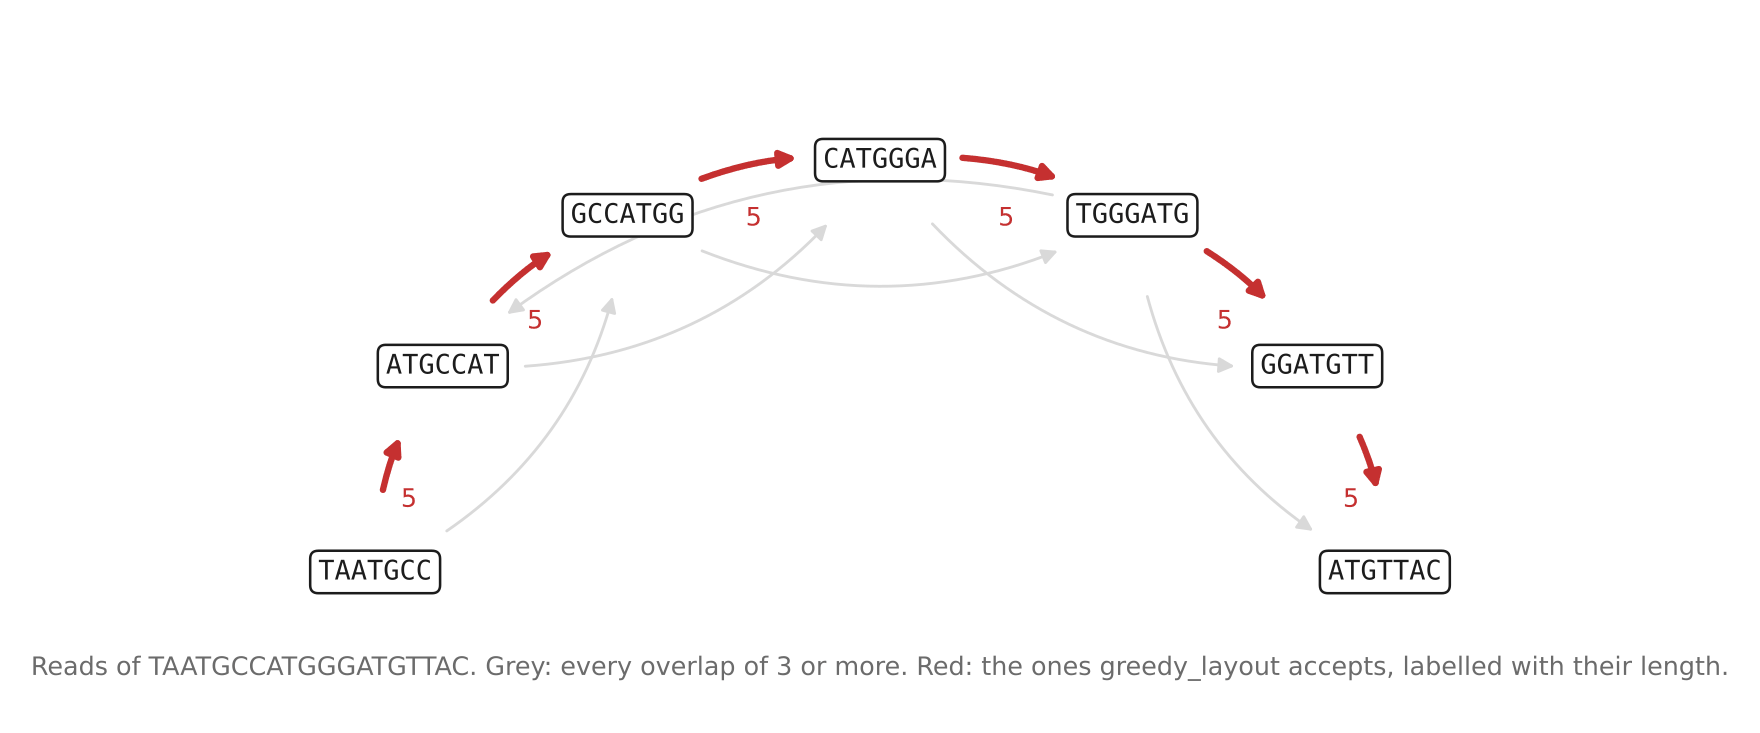 CATGGGA
GCCATGG
TGGGATG
5
5
5
5
ATGCCAT
GGATGTT
5
5
TAATGCC
ATGTTAC
Reads of TAATGCCATGGGATGTTAC. Grey: every overlap of 3 or more. Red: the ones greedy_layout accepts, labelled with their length.